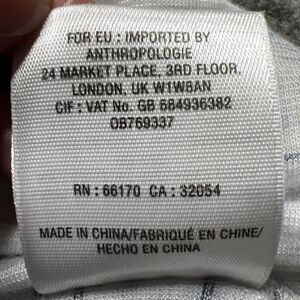 FOR EU : IMPORTED BY
ANTHROPOLOGIE
24 MARKET PLACE, 3RD FLOOR,
LONDON, UK W1W8AN
CIF : VAT No. GB 684936382
OB769337
RN : 66170 CA : 32054
MADE IN CHINA/FABRIQUÉ EN CHINE/
HECHO EN CHINA